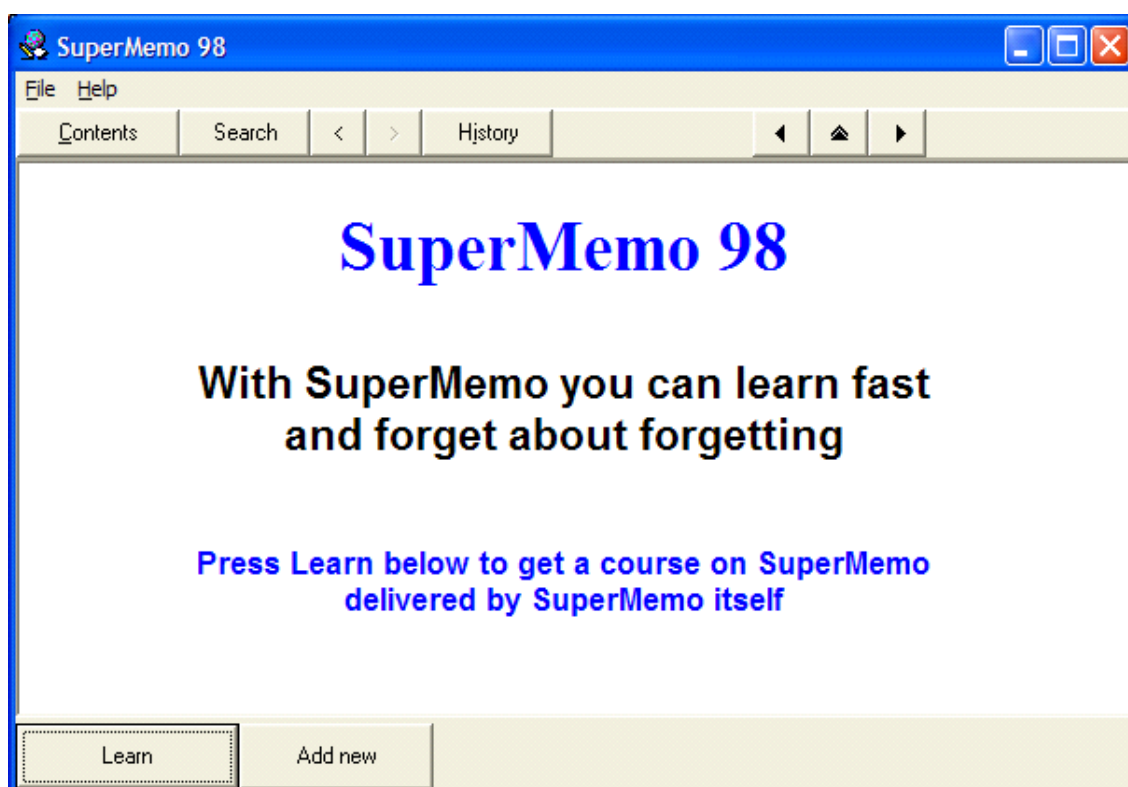 SuperMemo 98
File Help
Contents Search < > History
SuperMemo 98
With SuperMemo you can learn fast
and forget about forgetting
Press Learn below to get a course on SuperMemo
delivered by SuperMemo itself
Learn Add new